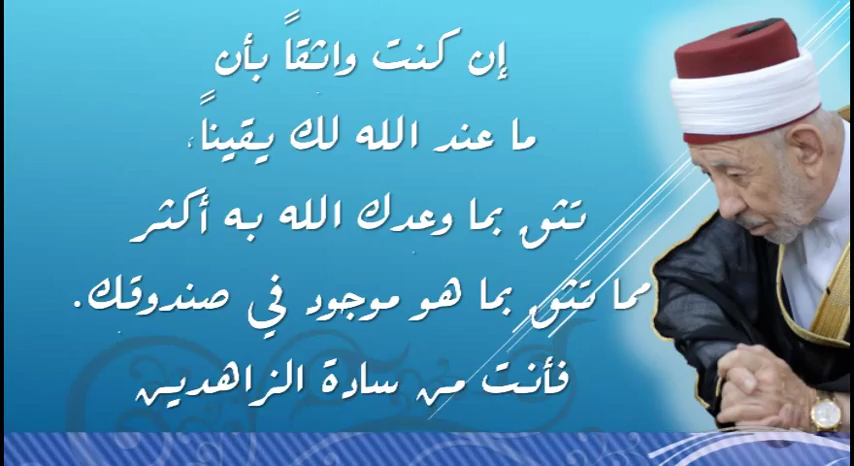 إن كنت واثقاً بأن
ما عند الله لك يقيناً،
تثق بما وعدك الله به أكثر
مما تثق بما هو موجود في صندوقك.
فأنت من سادة الزاهدين